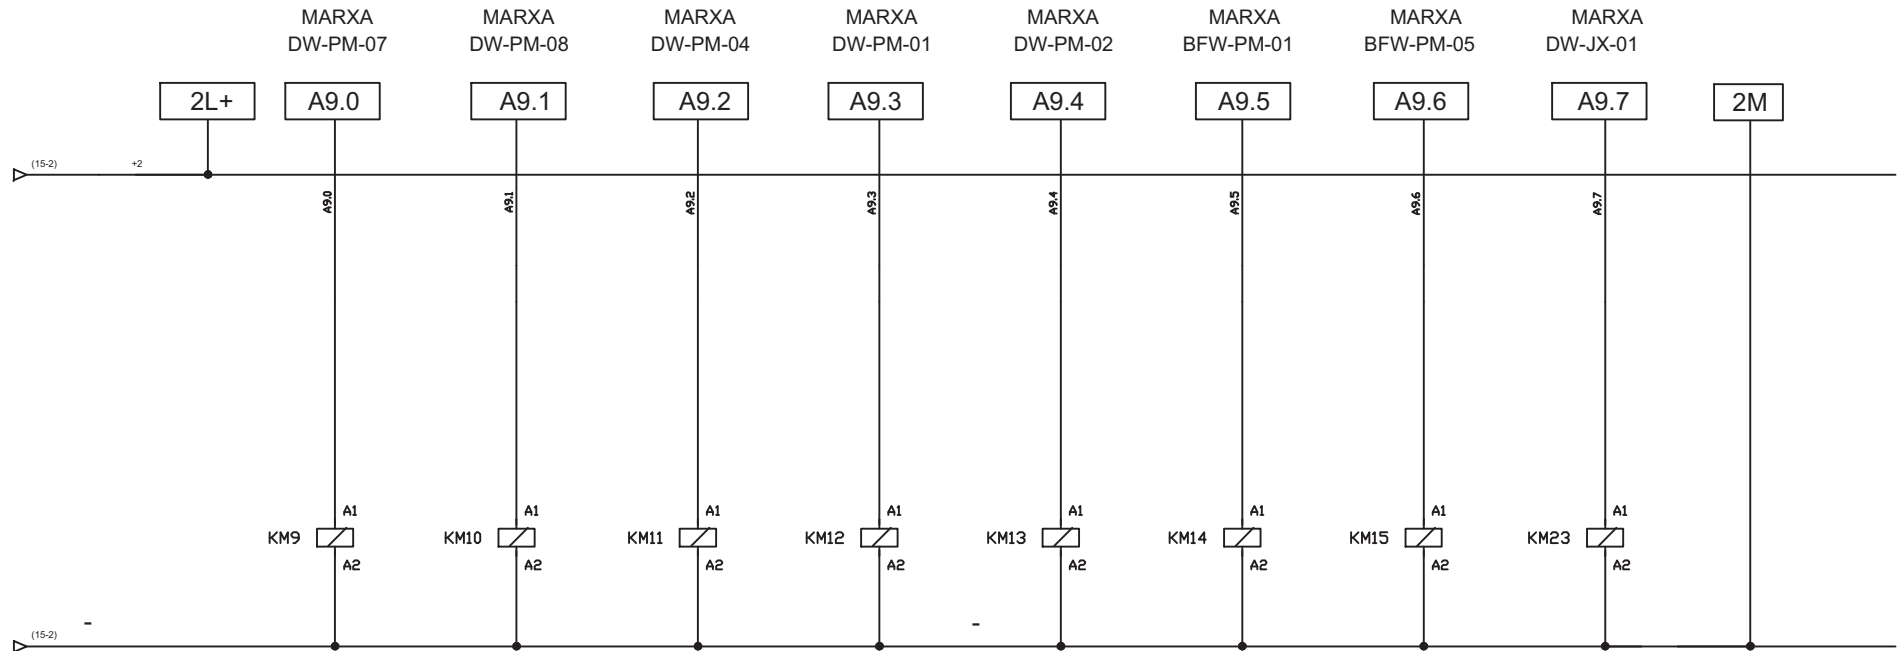 MARXA MARXA MARXA MARXA MARXA MARXA MARXA MARXA
DW-PM-07 DW-PM-08 DW-PM-04 DW-PM-01 DW-PM-02 BFW-PM-01 BFW-PM-05 DW-JX-01
2L+ A9.0 A9.1 A9.2 A9.3 A9.4 A9.5 A9.6 A9.7 2M
(15-2) +2
A9.0 A9.1 A9.2 A9.3 A9.4 A9.5 A9.6 A9.7
A1 A1 A1 A1 A1 A1 A1 A1
KM9 KM10 KM11 KM12 KM13 KM14 KM15 KM23
A2 A2 A2 A2 A2 A2 A2 A2
- -
(15-2)